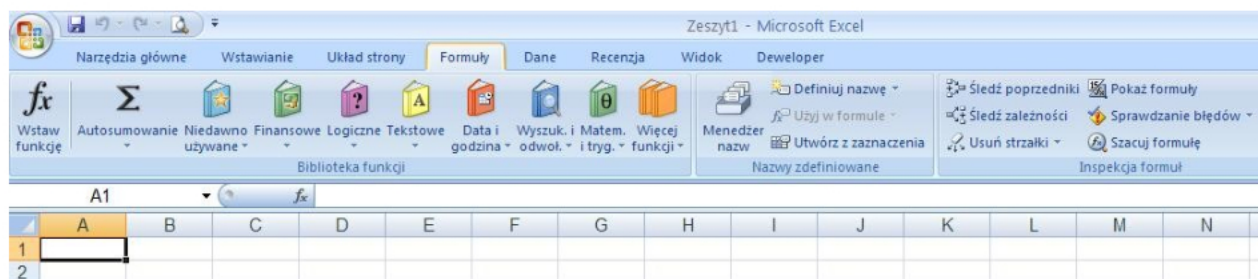 Zeszyt1 - Microsoft Excel
Narzędzia główne Wstawianie Układ strony Formuły Dane Recenzja Widok Deweloper
fx Wstaw funkcję
Σ Autosumowanie
Niedawno używane
Finansowe
? Logiczne
A Tekstowe
Data i godzina
Wyszuk. i odwoł.
θ Matem. i tryg.
Więcej funkcji
Biblioteka funkcji
Menedżer nazw
Definiuj nazwę
fx Użyj w formule
Utwórz z zaznaczenia
Nazwy zdefiniowane
Śledź poprzedniki
Śledź zależności
Usuń strzałki
Pokaż formuły
Sprawdzanie błędów
Szacuj formułę
Inspekcja formuł
A1 fx
A B C D E F G H I J K L M N
1
2